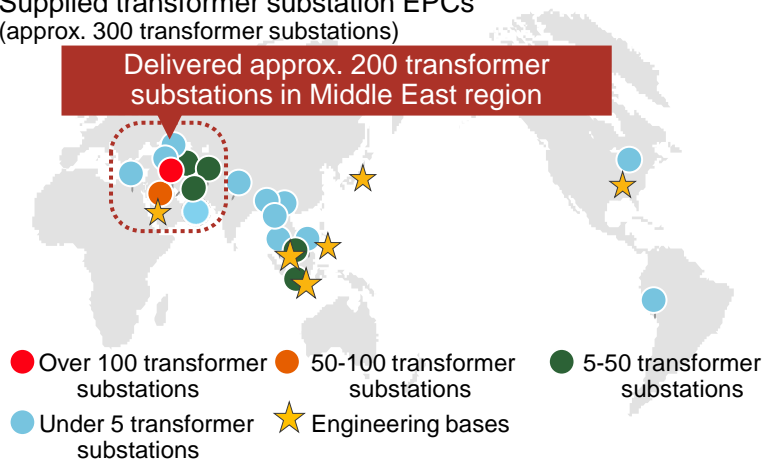 Supplied transformer substation EPCs
(approx. 300 transformer substations)
Delivered approx. 200 transformer
substations in Middle East region
Over 100 transformer
substations
50-100 transformer
substations
5-50 transformer
substations
Under 5 transformer
substations
Engineering bases